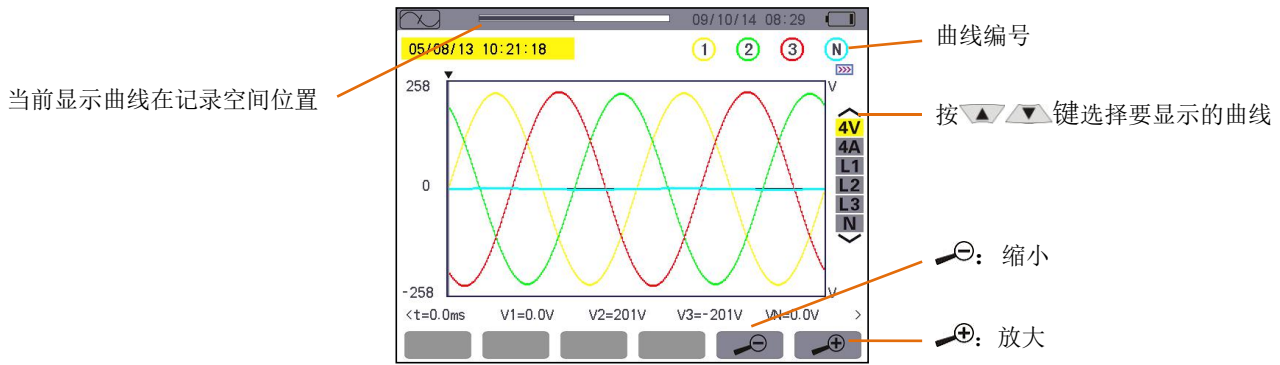 09/10/14 08:29
05/08/13 10:21:18
1 2 3 N
曲线编号
>>>
当前显示曲线在记录空间位置
258
V
按▲/▼键选择要显示的曲线
4V
4A
L1
L2
L3
N
0
-258
V
<t=0.0ms V1=0.0V V2=201V V3=-201V VN=0.0V >
缩小
放大